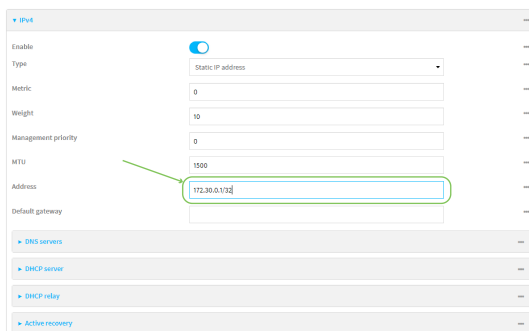 ▾ IPv4
Enable
Type Static IP address
Metric 0
Weight 10
Management priority 0
MTU 1500
Address 172.30.0.1/32
Default gateway
▸ DNS servers
▸ DHCP server
▸ DHCP relay
▸ Active recovery